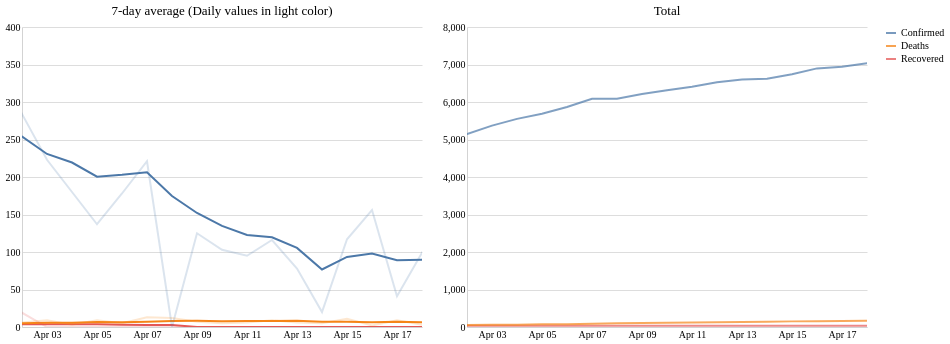 7-day average (Daily values in light color)
400
350
300
250
200
150
100
50
0
Apr 03 Apr 05 Apr 07 Apr 09 Apr 11 Apr 13 Apr 15 Apr 17
Total
8,000
7,000
6,000
5,000
4,000
3,000
2,000
1,000
0
Apr 03 Apr 05 Apr 07 Apr 09 Apr 11 Apr 13 Apr 15 Apr 17
Confirmed
Deaths
Recovered